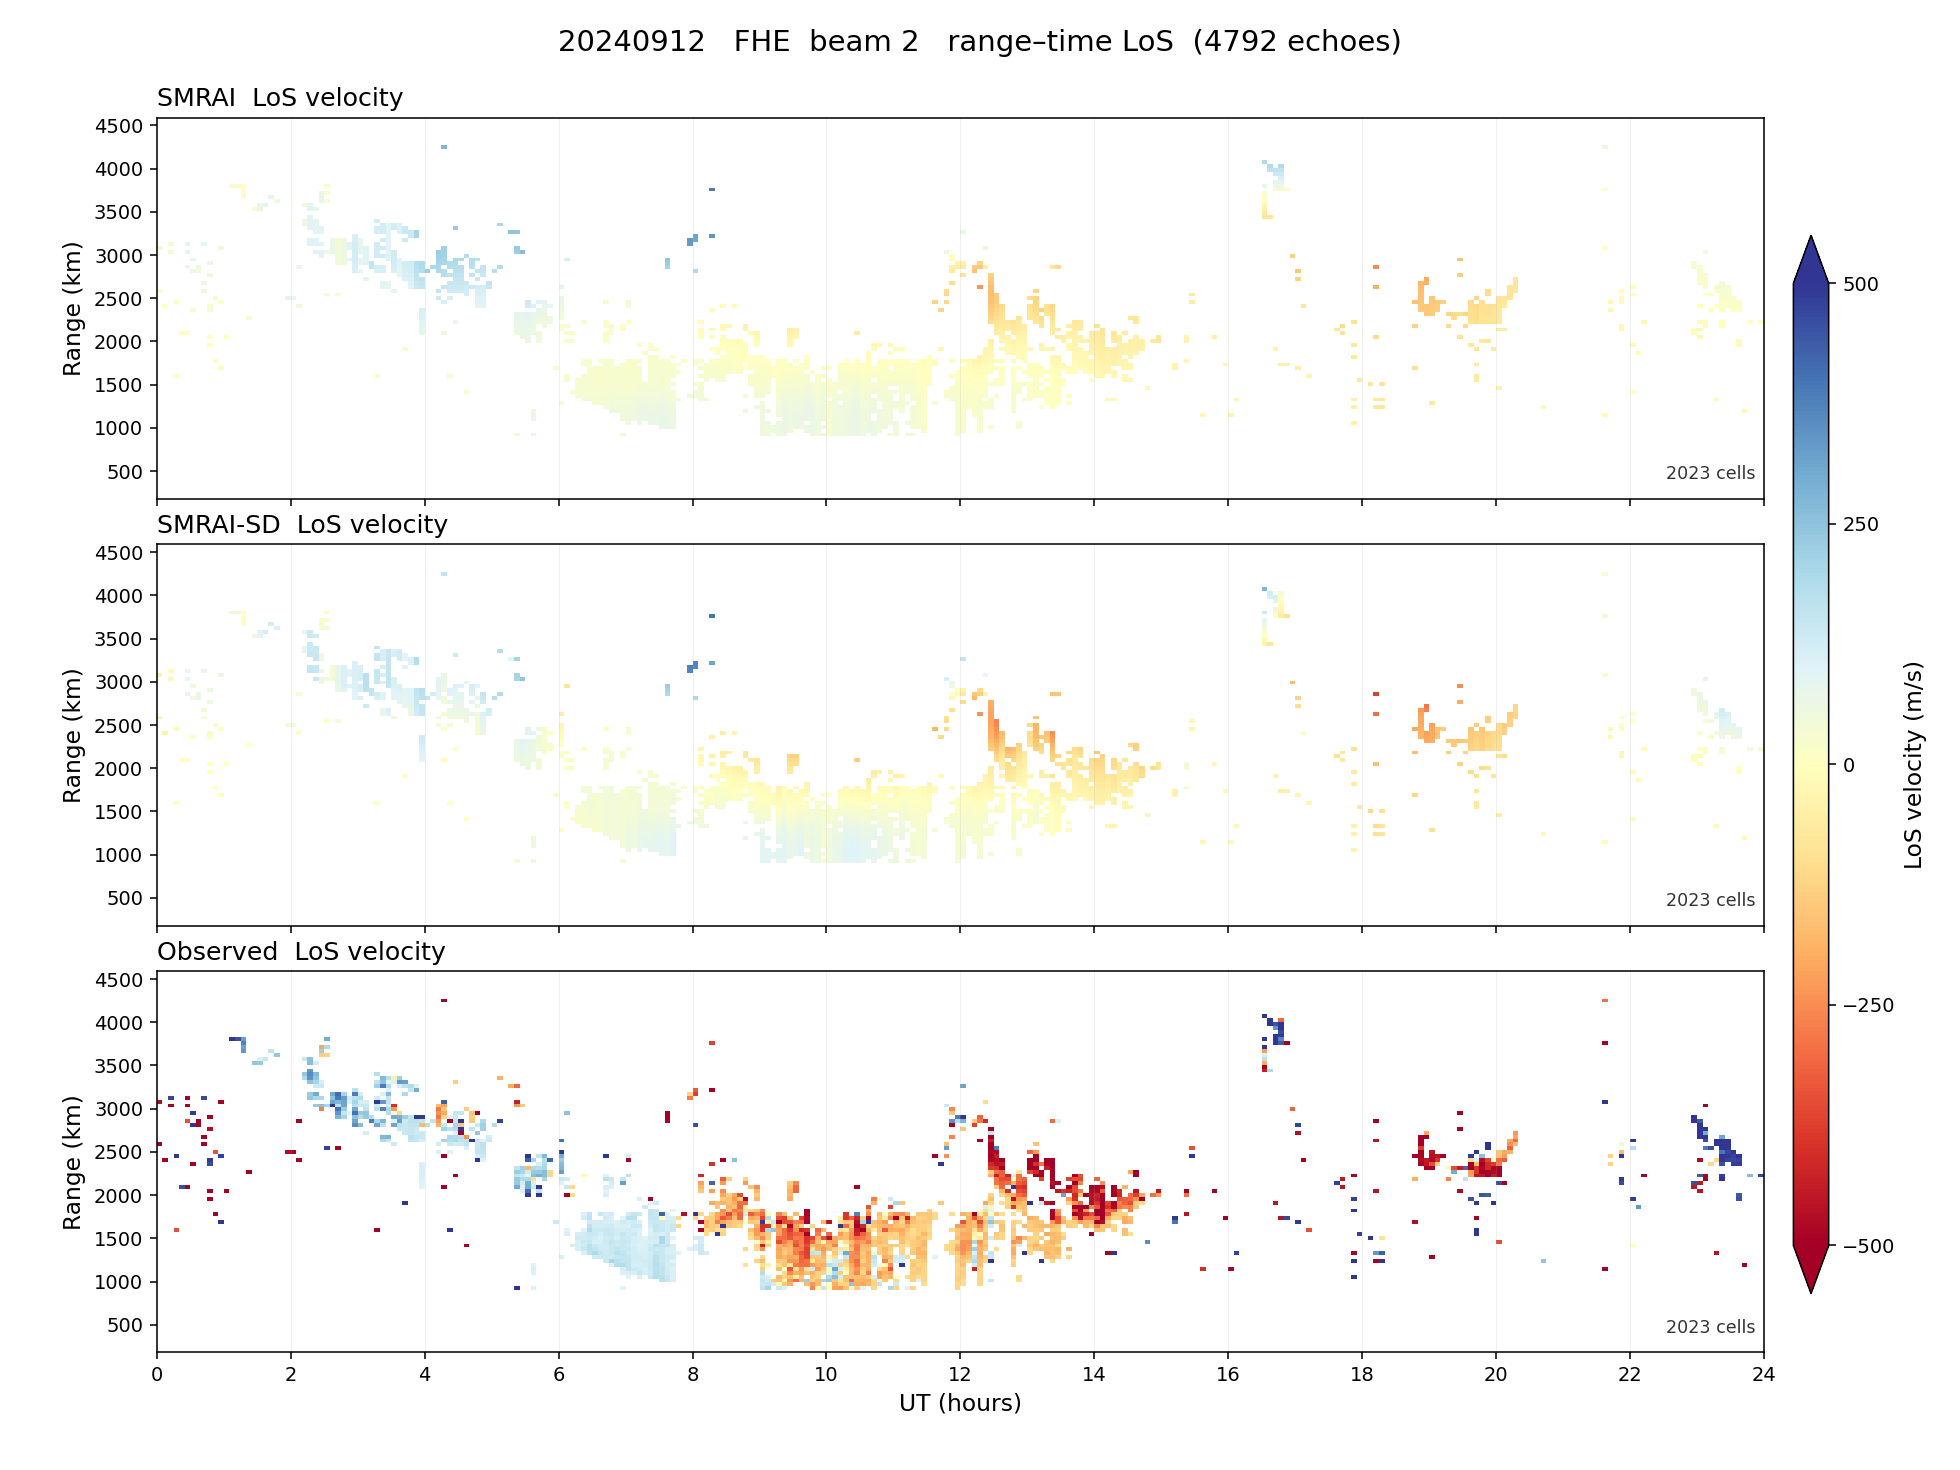 20240912 FHE beam 2 range–time LoS (4792 echoes)
SMRAI LoS velocity
4500
4000
3500
3000
2500
2000
1500
1000
500
Range (km)
2023 cells
SMRAI-SD LoS velocity
4500
4000
3500
3000
2500
2000
1500
1000
500
Range (km)
2023 cells
Observed LoS velocity
4500
4000
3500
3000
2500
2000
1500
1000
500
Range (km)
2023 cells
0 2 4 6 8 10 12 14 16 18 20 22 24
UT (hours)
500
250
0
−250
−500
LoS velocity (m/s)